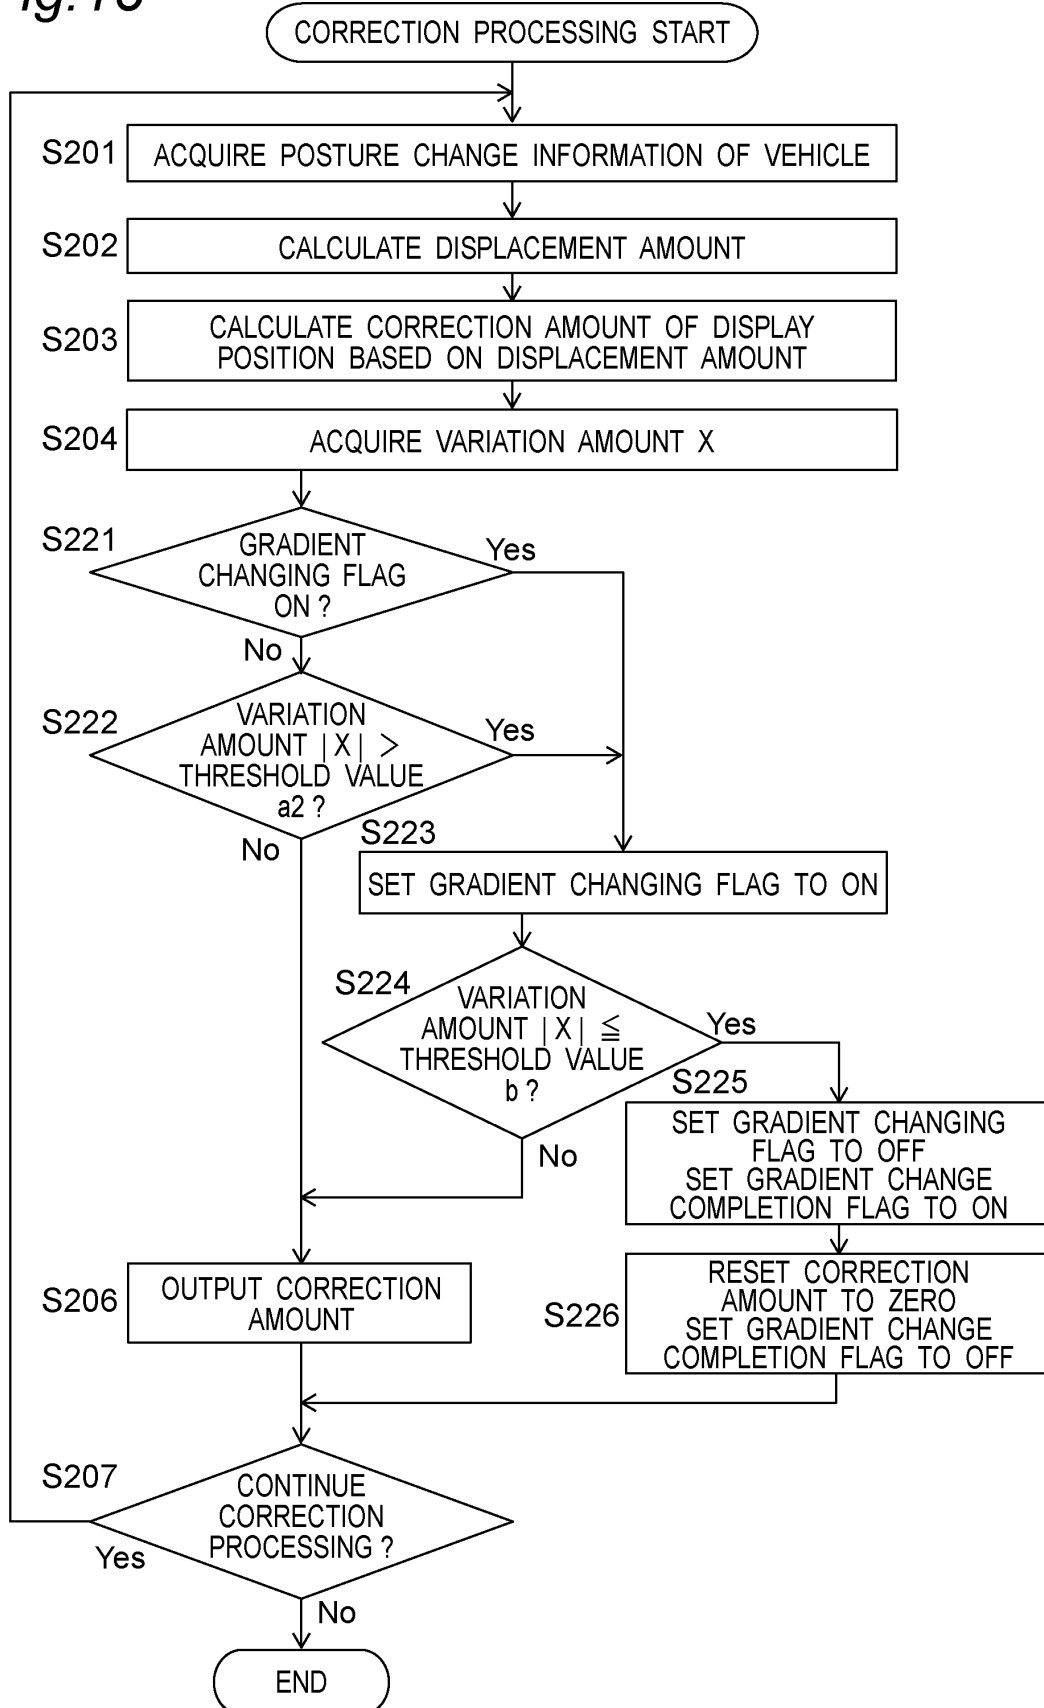 CORRECTION PROCESSING START
S201
ACQUIRE POSTURE CHANGE INFORMATION OF VEHICLE
S202
CALCULATE DISPLACEMENT AMOUNT
S203
CALCULATE CORRECTION AMOUNT OF DISPLAY
POSITION BASED ON DISPLACEMENT AMOUNT
S204
ACQUIRE VARIATION AMOUNT X
S221
GRADIENT
CHANGING FLAG
ON ?
Yes
No
S222
VARIATION
AMOUNT | X | >
THRESHOLD VALUE
a2 ?
Yes
No
S223
SET GRADIENT CHANGING FLAG TO ON
S224
VARIATION
AMOUNT | X | ≦
THRESHOLD VALUE
b ?
Yes
No
S225
SET GRADIENT CHANGING
FLAG TO OFF
SET GRADIENT CHANGE
COMPLETION FLAG TO ON
S206
OUTPUT CORRECTION
AMOUNT
S226
RESET CORRECTION
AMOUNT TO ZERO
SET GRADIENT CHANGE
COMPLETION FLAG TO OFF
S207
CONTINUE
CORRECTION
PROCESSING ?
Yes
No
END